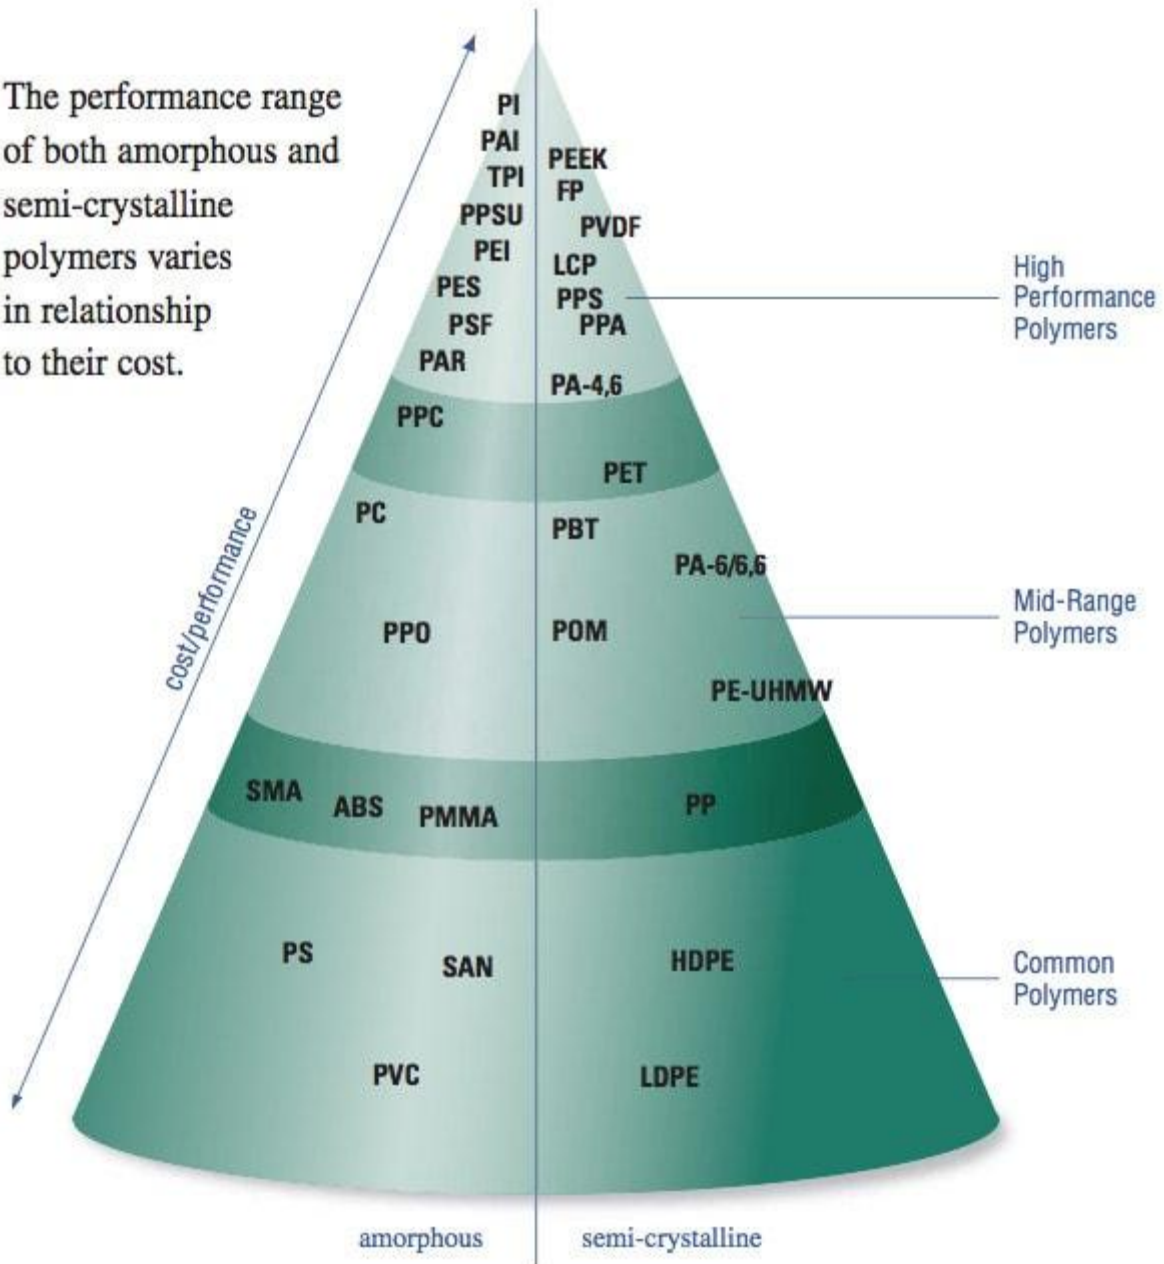 The performance range
of both amorphous and
semi-crystalline
polymers varies
in relationship
to their cost.
cost/performance
PI
PAI
PEEK
TPI
FP
PPSU
PVDF
PEI
LCP
PES
PPS
PSF
PPA
PAR
PA-4,6
High
Performance
Polymers
PPC
PET
PC
PBT
PA-6/6,6
PPO
POM
PE-UHMW
Mid-Range
Polymers
SMA
ABS
PMMA
PP
PS
SAN
HDPE
PVC
LDPE
Common
Polymers
amorphous
semi-crystalline